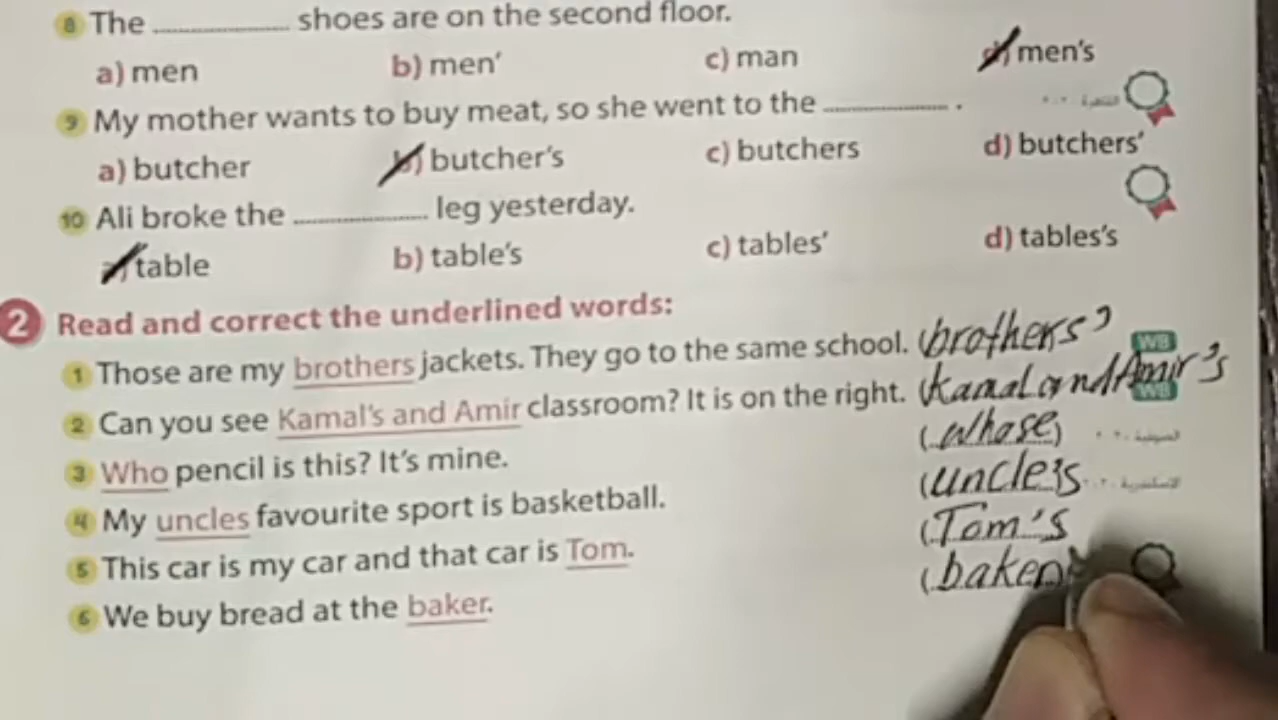 8 The ........ shoes are on the second floor.
a) men b) men' c) man d) men's
9 My mother wants to buy meat, so she went to the ........ .
a) butcher b) butcher's c) butchers d) butchers'
10 Ali broke the ........ leg yesterday.
a) table b) table's c) tables' d) tables's
2 Read and correct the underlined words:
1 Those are my brothers jackets. They go to the same school. (brothers' WB
2 Can you see Kamal's and Amir classroom? It is on the right. (Kamal and Amir's WB
3 Who pencil is this? It's mine. (whose)
4 My uncles favourite sport is basketball. (uncle's
5 This car is my car and that car is Tom. (Tom's
6 We buy bread at the baker. (baker